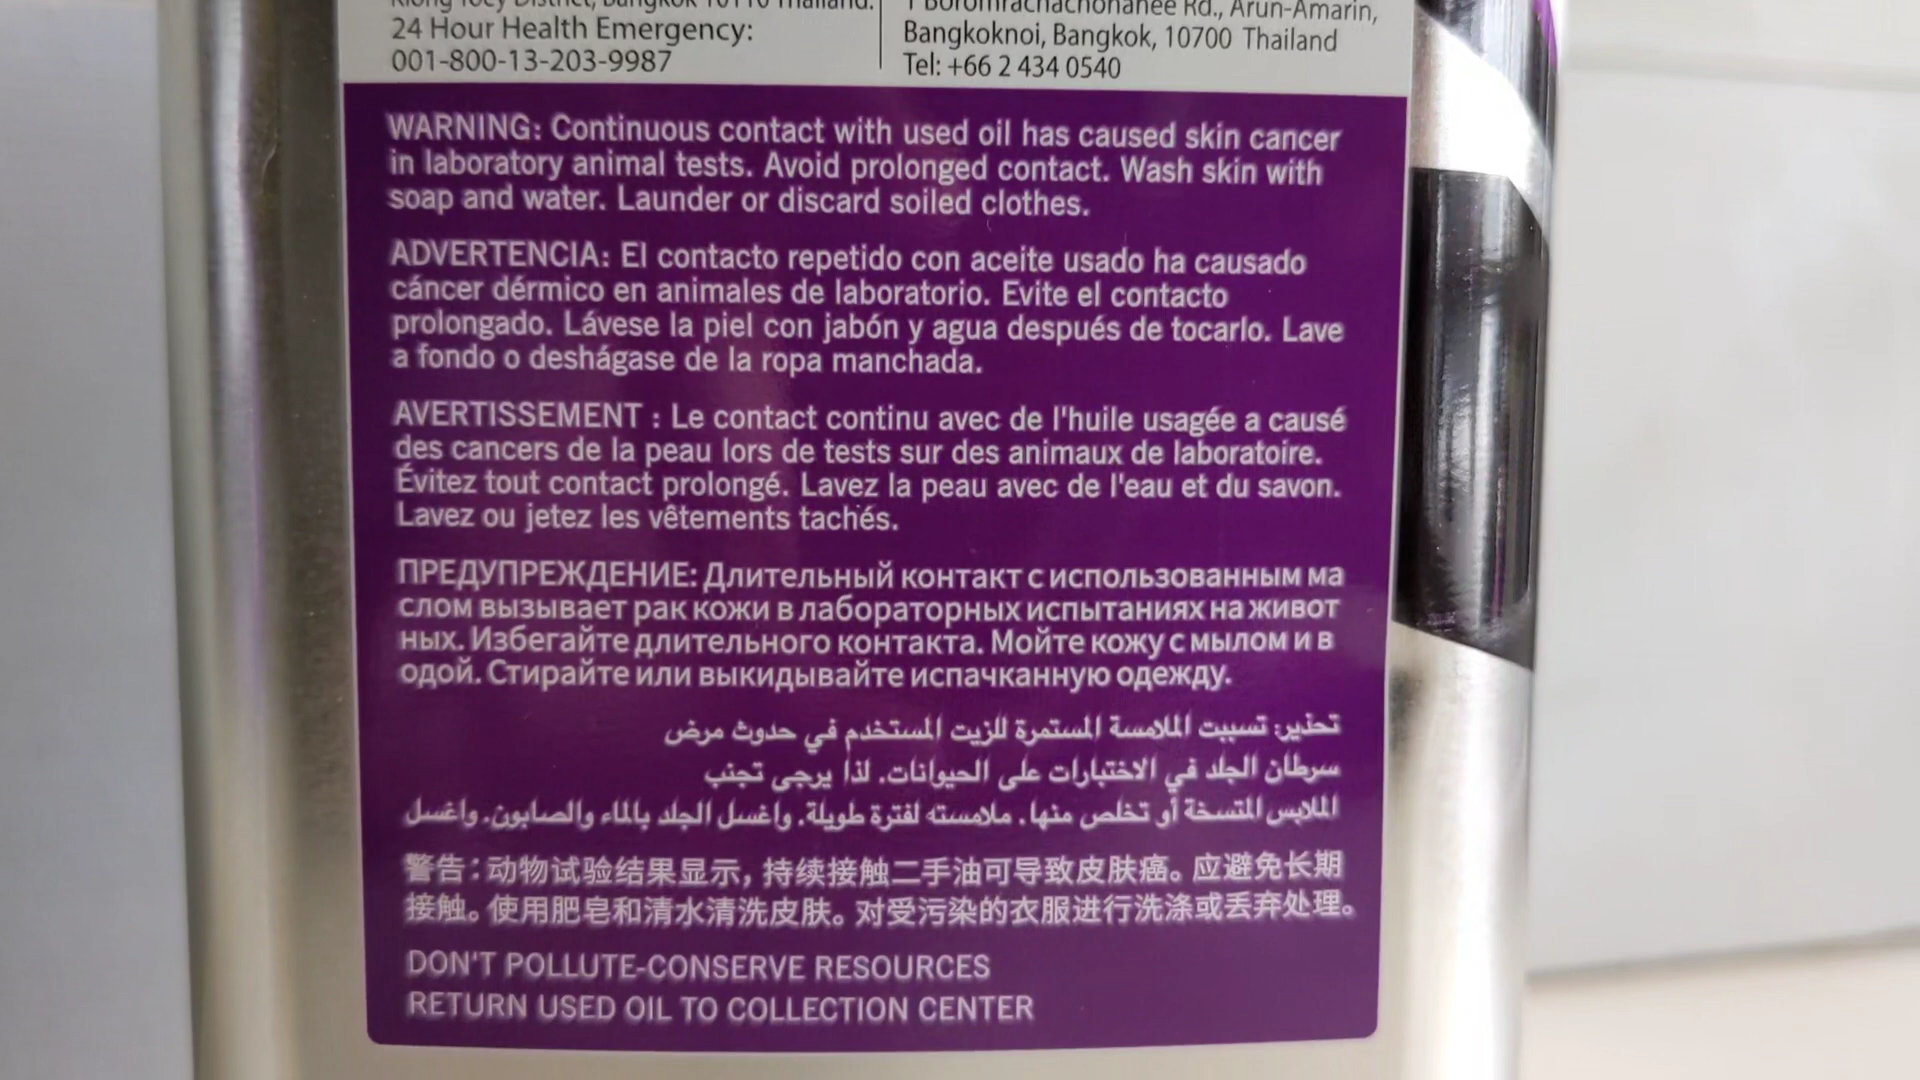 Klong Toey District, Bangkok 10110 Thailand.
24 Hour Health Emergency:
001-800-13-203-9987
1 Boromrachachonanee Rd., Arun-Amarin,
Bangkoknoi, Bangkok, 10700 Thailand
Tel: +66 2 434 0540
WARNING: Continuous contact with used oil has caused skin cancer
in laboratory animal tests. Avoid prolonged contact. Wash skin with
soap and water. Launder or discard soiled clothes.
ADVERTENCIA: El contacto repetido con aceite usado ha causado
cáncer dérmico en animales de laboratorio. Evite el contacto
prolongado. Lávese la piel con jabón y agua después de tocarlo. Lave
a fondo o deshágase de la ropa manchada.
AVERTISSEMENT : Le contact continu avec de l'huile usagée a causé
des cancers de la peau lors de tests sur des animaux de laboratoire.
Évitez tout contact prolongé. Lavez la peau avec de l'eau et du savon.
Lavez ou jetez les vêtements tachés.
ПРЕДУПРЕЖДЕНИЕ: Длительный контакт с использованным ма
слом вызывает рак кожи в лабораторных испытаниях на живот
ных. Избегайте длительного контакта. Мойте кожу с мылом и в
одой. Стирайте или выкидывайте испачканную одежду.
تحذير: تسببت الملامسة المستمرة للزيت المستخدم في حدوث مرض
سرطان الجلد في الاختبارات على الحيوانات. لذا يرجى تجنب
الملابس المتسخة أو تخلص منها. ملامسته لفترة طويلة. واغسل الجلد بالماء والصابون. واغسل
警告：动物试验结果显示，持续接触二手油可导致皮肤癌。应避免长期
接触。使用肥皂和清水清洗皮肤。对受污染的衣服进行洗涤或丢弃处理。
DON'T POLLUTE-CONSERVE RESOURCES
RETURN USED OIL TO COLLECTION CENTER